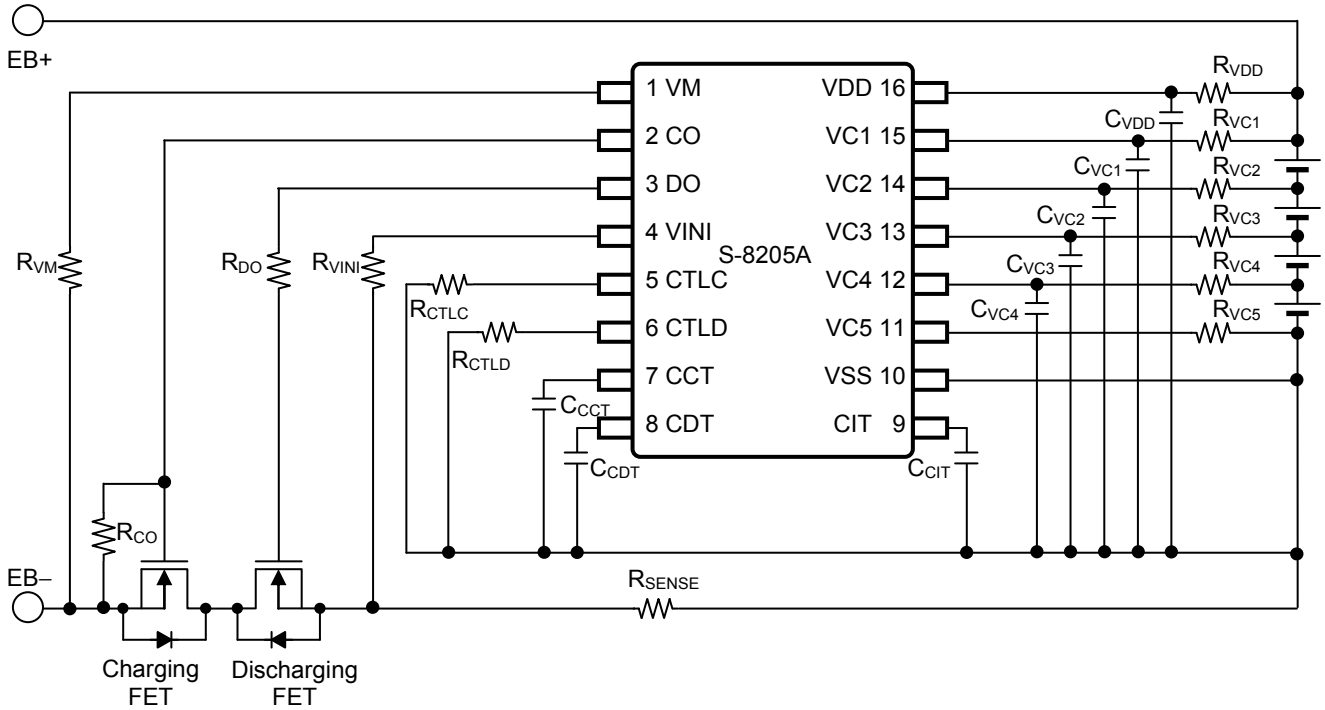 EB+
1 VM
2 CO
3 DO
4 VINI
5 CTLC
6 CTLD
7 CCT
8 CDT
S-8205A
VDD 16
VC1 15
VC2 14
VC3 13
VC4 12
VC5 11
VSS 10
CIT 9
RVDD
RVC1
RVC2
RVC3
RVC4
RVC5
CVDD
CVC1
CVC2
CVC3
CVC4
RVM
RDO
RVINI
RCTLC
RCTLD
CCCT
CCDT
CCIT
RCO
EB–
RSENSE
Charging
FET
Discharging
FET